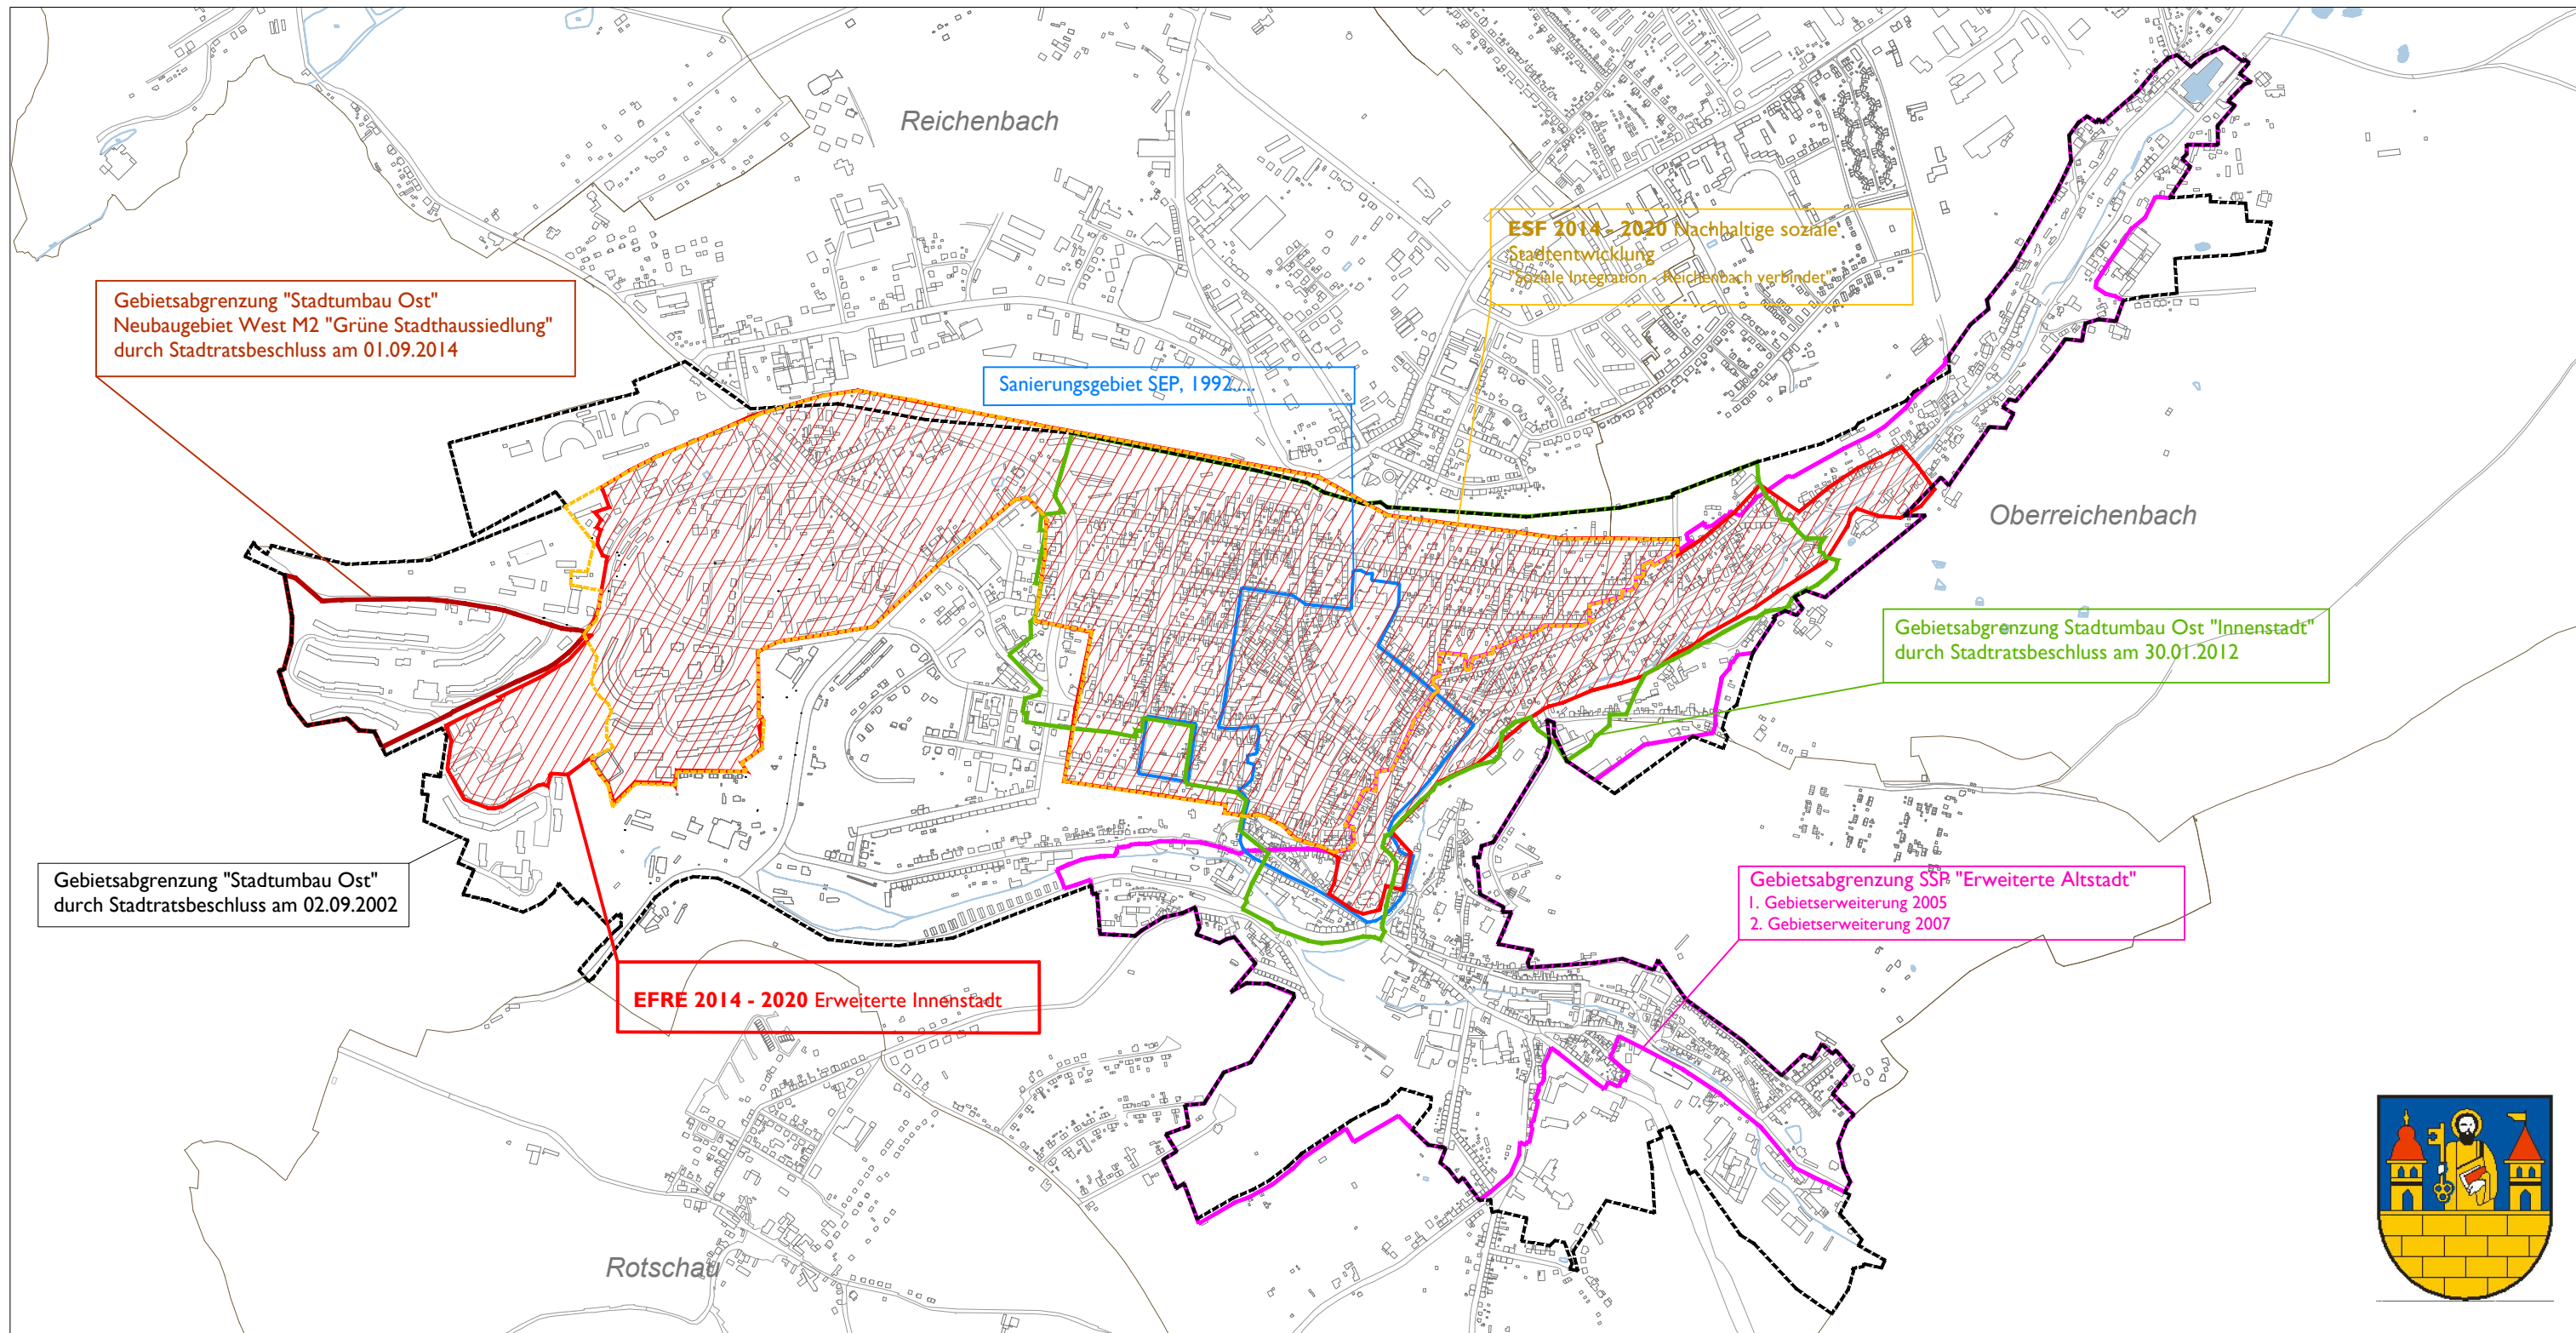 Reichenbach
ESF 2014 - 2020 Nachhaltige soziale
Stadtentwicklung
"Soziale Integration - Reichenbach verbindet"
Gebietsabgrenzung "Stadtumbau Ost"
Neubaugebiet West M2 "Grüne Stadthaussiedlung"
durch Stadtratsbeschluss am 01.09.2014
Sanierungsgebiet SEP, 1992.....
Oberreichenbach
Gebietsabgrenzung Stadtumbau Ost "Innenstadt"
durch Stadtratsbeschluss am 30.01.2012
Gebietsabgrenzung "Stadtumbau Ost"
durch Stadtratsbeschluss am 02.09.2002
Gebietsabgrenzung SSP "Erweiterte Altstadt"
1. Gebietserweiterung 2005
2. Gebietserweiterung 2007
EFRE 2014 - 2020 Erweiterte Innenstadt
Rotschau